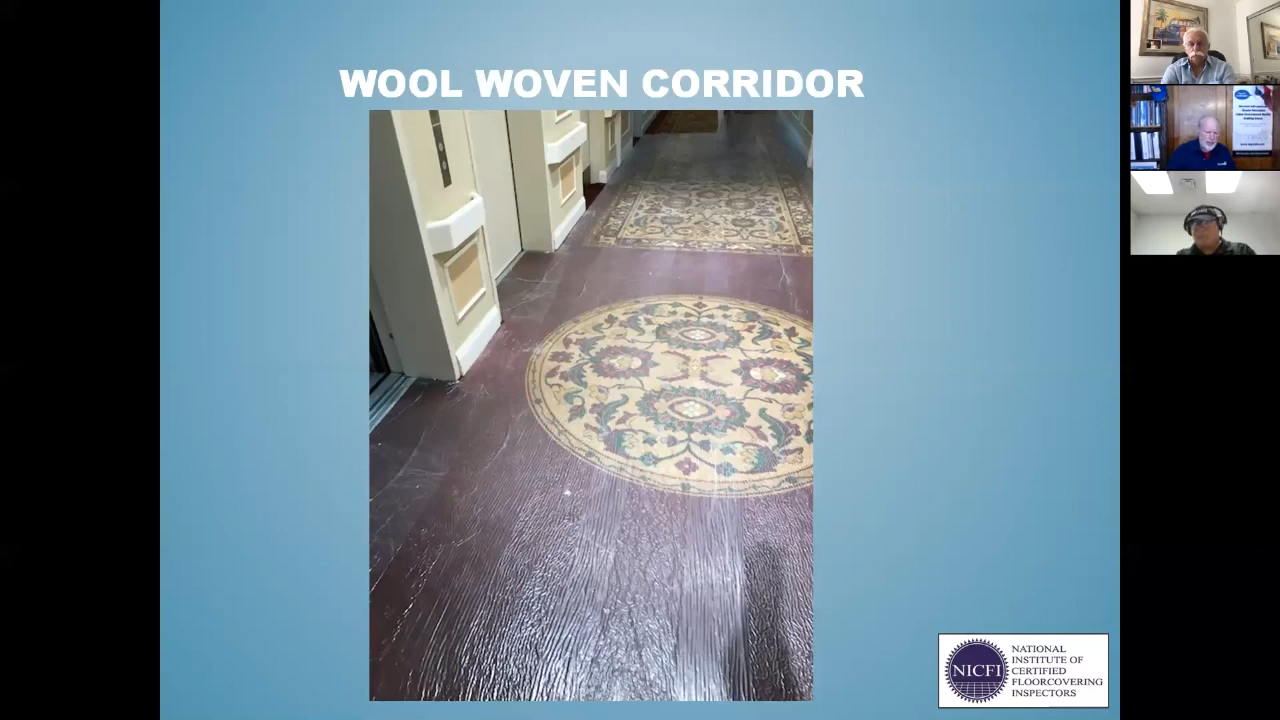 WOOL WOVEN CORRIDOR
NICFI
NATIONAL
INSTITUTE OF
CERTIFIED
FLOORCOVERING
INSPECTORS